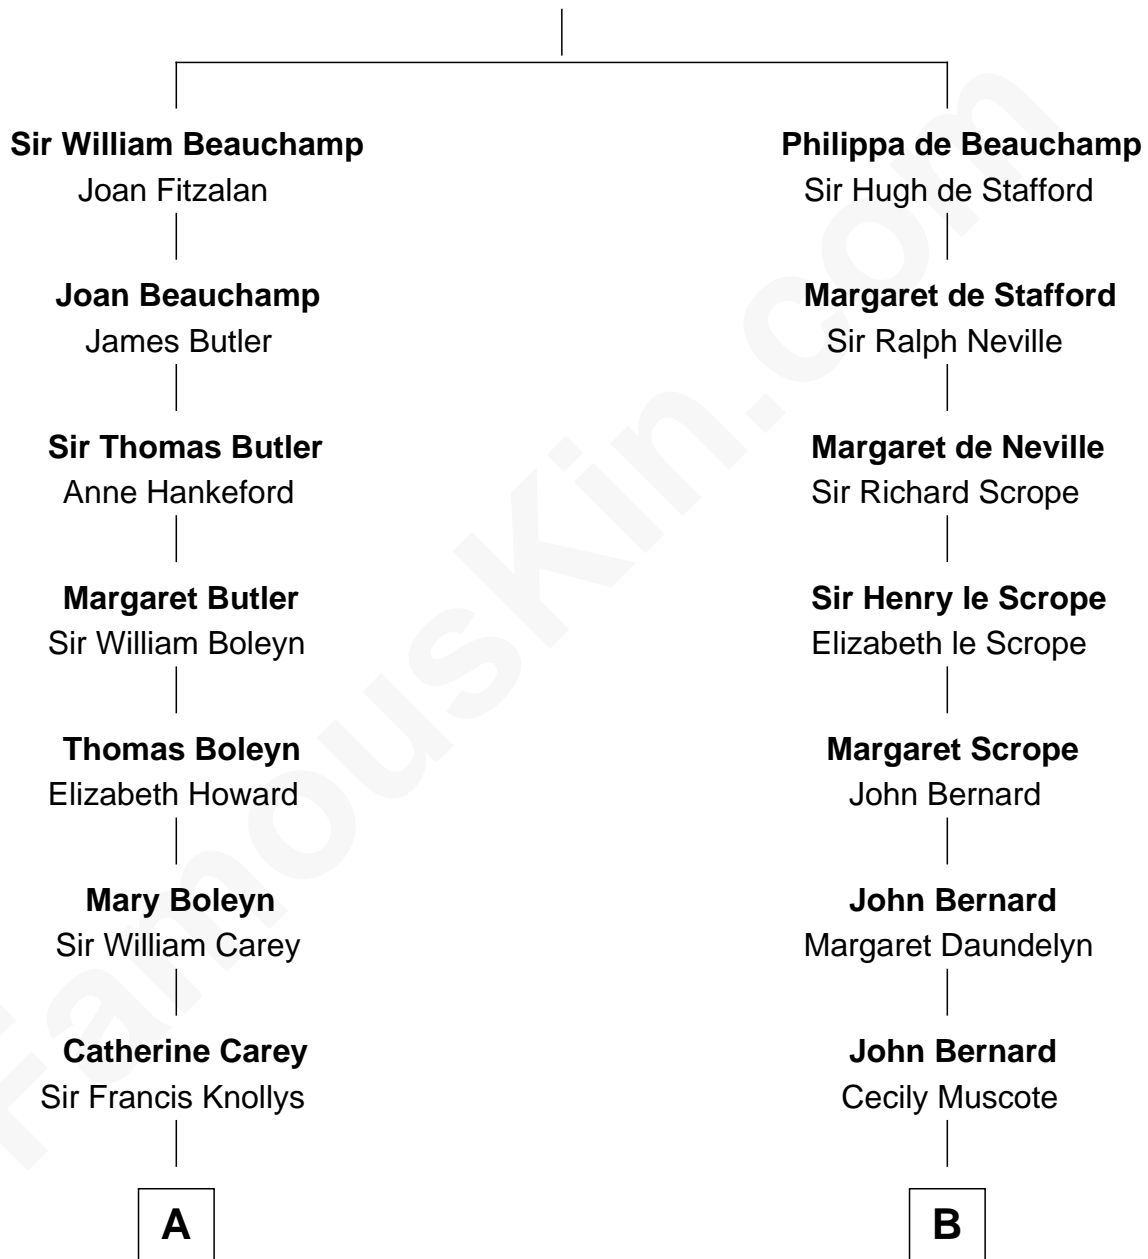 Sir William Beauchamp
Joan Fitzalan
Joan Beauchamp
James Butler
Sir Thomas Butler
Anne Hankeford
Margaret Butler
Sir William Boleyn
Thomas Boleyn
Elizabeth Howard
Mary Boleyn
Sir William Carey
Catherine Carey
Sir Francis Knollys
A
Philippa de Beauchamp
Sir Hugh de Stafford
Margaret de Stafford
Sir Ralph Neville
Margaret de Neville
Sir Richard Scrope
Sir Henry le Scrope
Elizabeth le Scrope
Margaret Scrope
John Bernard
John Bernard
Margaret Daundelyn
John Bernard
Cecily Muscote
B
FamousKin.com